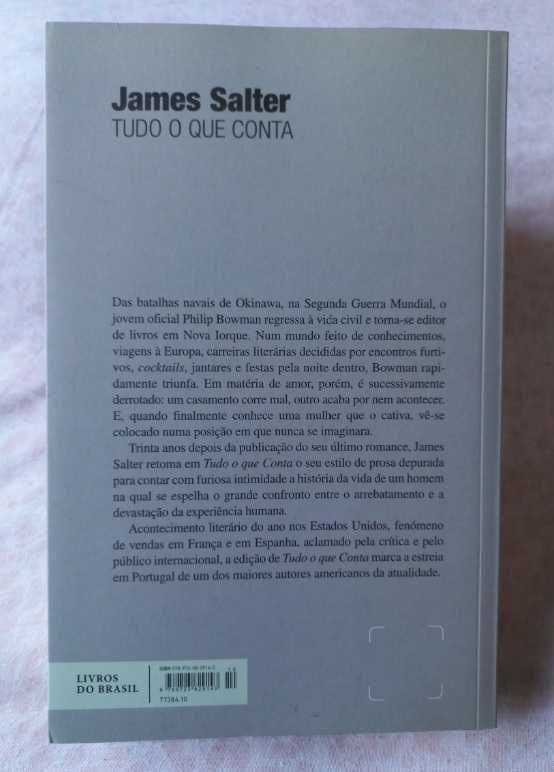 James Salter
TUDO O QUE CONTA
Das batalhas navais de Okinawa, na Segunda Guerra Mundial, o
jovem oficial Philip Bowman regressa à vida civil e torna-se editor
de livros em Nova Iorque. Num mundo feito de conhecimentos,
viagens à Europa, carreiras literárias decididas por encontros furti-
vos, cocktails, jantares e festas pela noite dentro, Bowman rapi-
damente triunfa. Em matéria de amor, porém, é sucessivamente
derrotado: um casamento corre mal, outro acaba por nem acontecer.
E, quando finalmente conhece uma mulher que o cativa, vê-se
colocado numa posição em que nunca se imaginara.
Trinta anos depois da publicação do seu último romance, James
Salter retoma em Tudo o que Conta o seu estilo de prosa depurada
para contar com furiosa intimidade a história da vida de um homem
na qual se espelha o grande confronto entre o arrebatamento e a
devastação da experiência humana.
Acontecimento literário do ano nos Estados Unidos, fenómeno
de vendas em França e em Espanha, aclamado pela crítica e pelo
público internacional, a edição de Tudo o que Conta marca a estreia
em Portugal de um dos maiores autores americanos da atualidade.
LIVROS
DO BRASIL
ISBN
77384.10